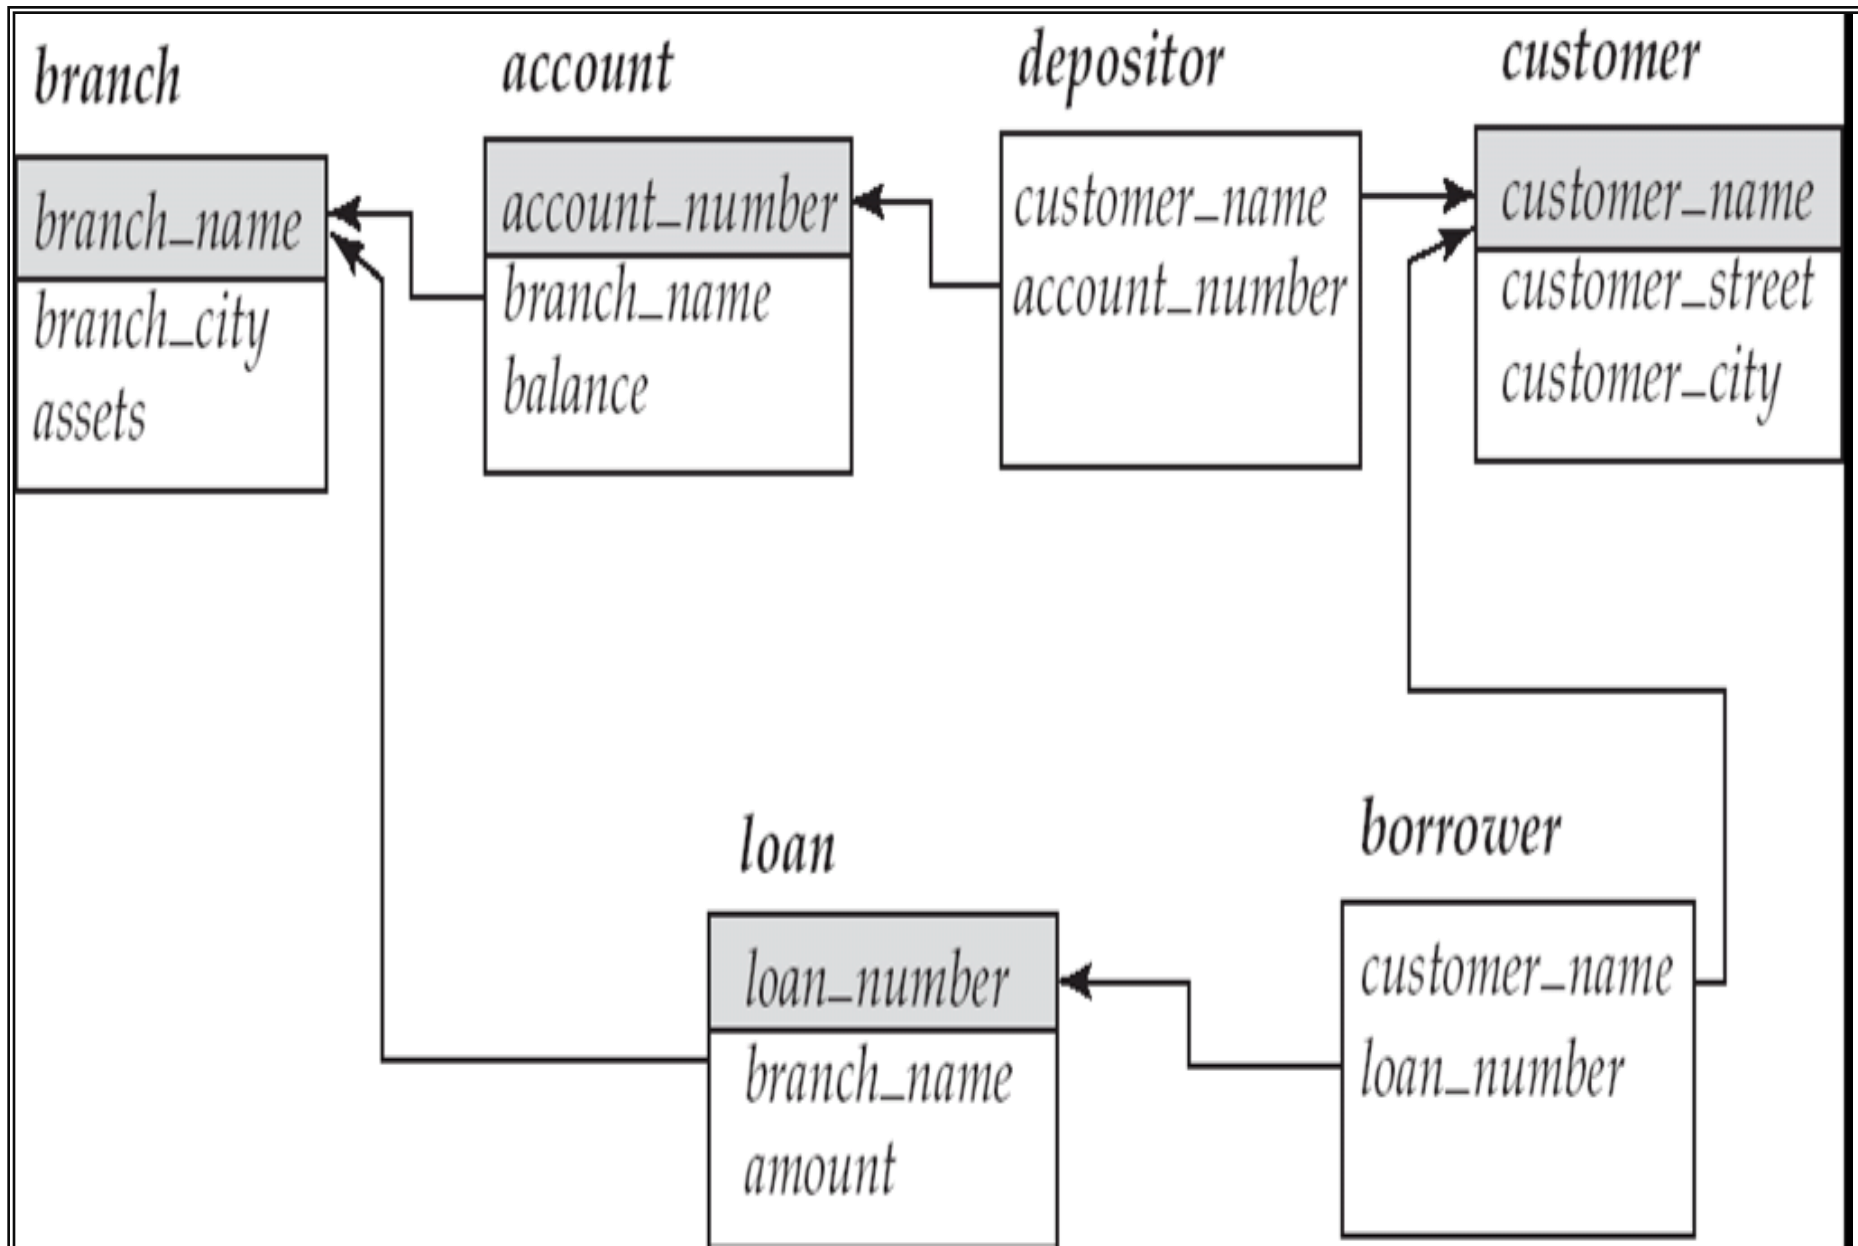 branch
branch_name
branch_city
assets
account
account_number
branch_name
balance
depositor
customer_name
account_number
customer
customer_name
customer_street
customer_city
loan
loan_number
branch_name
amount
borrower
customer_name
loan_number